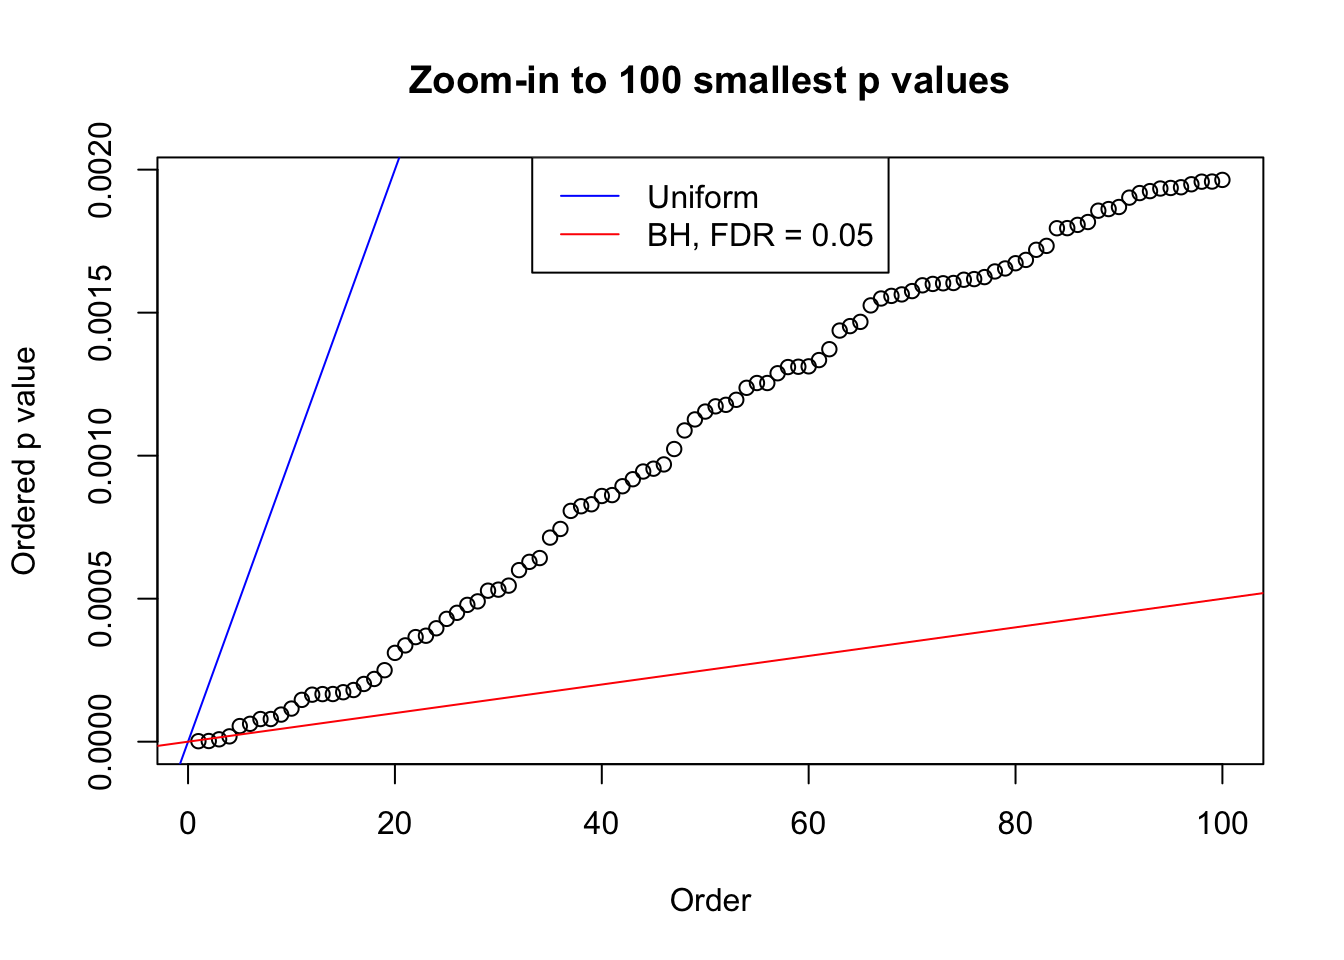 Zoom-in to 100 smallest p values
Uniform
BH, FDR = 0.05
Ordered p value
0.0020
0.0015
0.0010
0.0005
0.0000
0 20 40 60 80 100
Order